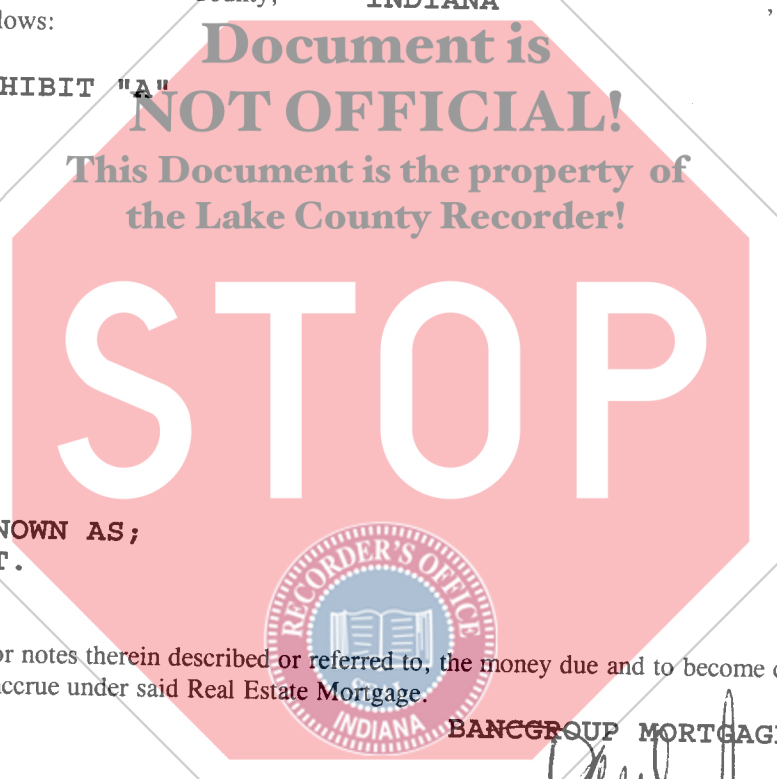 County, INDIANA ,
lows:
Document is
HIBIT "A"
NOT OFFICIAL!
This Document is the property of
the Lake County Recorder!
STOP
NOWN AS;
T.
RECORDER'S OFFICE
SEAL
INDIANA
or notes therein described or referred to, the money due and to become
accrue under said Real Estate Mortgage.
BANCGROUP MORTGAG